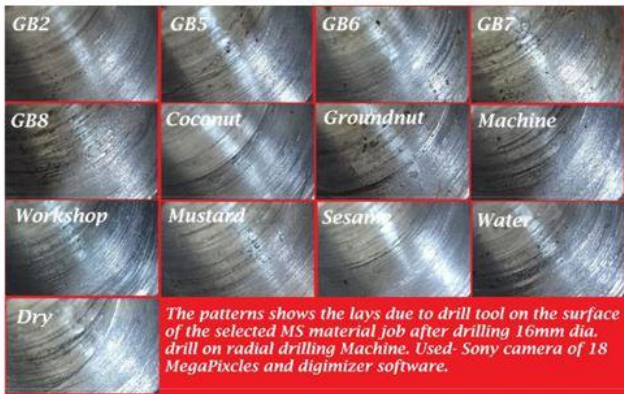 GB2
GB5
GB6
GB7
GB8
Coconut
Groundnut
Machine
Workshop
Mustard
Sesame
Water
Dry
The patterns shows the lays due to drill tool on the surface
of the selected MS material job after drilling 16mm dia.
drill on radial drilling Machine. Used- Sony camera of 18
MegaPixcles and digimizer software.